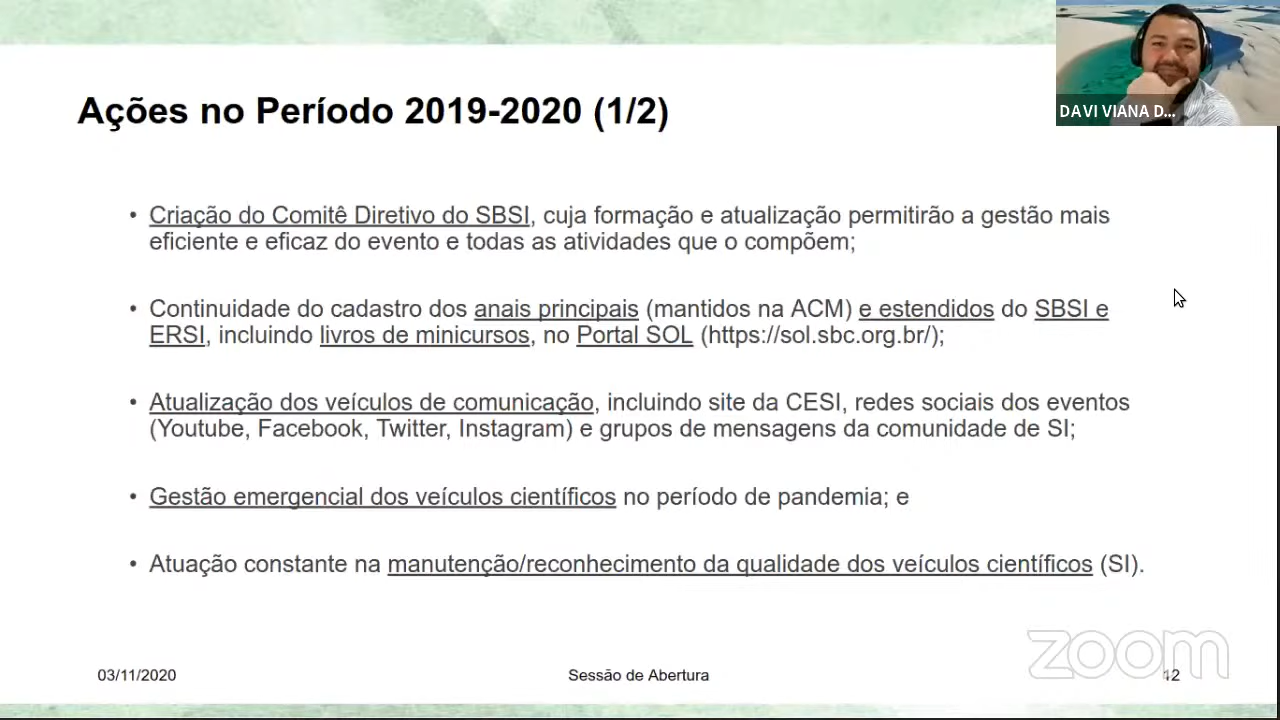 DAVI VIANA D...
Ações no Período 2019-2020 (1/2)
• Criação do Comitê Diretivo do SBSI, cuja formação e atualização permitirão a gestão mais
eficiente e eficaz do evento e todas as atividades que o compõem;
• Continuidade do cadastro dos anais principais (mantidos na ACM) e estendidos do SBSI e
ERSI, incluindo livros de minicursos, no Portal SOL (https://sol.sbc.org.br/);
• Atualização dos veículos de comunicação, incluindo site da CESI, redes sociais dos eventos
(Youtube, Facebook, Twitter, Instagram) e grupos de mensagens da comunidade de SI;
• Gestão emergencial dos veículos científicos no período de pandemia; e
• Atuação constante na manutenção/reconhecimento da qualidade dos veículos científicos (SI).
zoom
03/11/2020
Sessão de Abertura
12